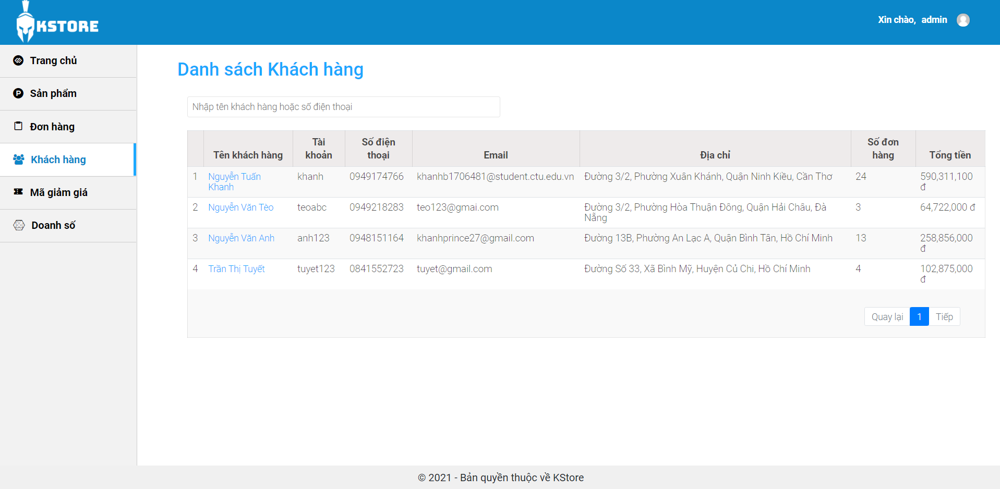 KSTORE
Xin chào, admin
Trang chủ
Sản phẩm
Đơn hàng
Khách hàng
Mã giảm giá
Doanh số
Danh sách Khách hàng
Nhập tên khách hàng hoặc số điện thoại
Tên khách hàng Tài khoản Số điện thoại Email Địa chỉ Số đơn hàng Tổng tiền
1 Nguyễn Tuấn Khanh khanh 0949174766 khanhb1706481@student.ctu.edu.vn Đường 3/2, Phường Xuân Khánh, Quận Ninh Kiều, Cần Thơ 24 590,311,100 đ
2 Nguyễn Văn Tèo teoabc 0949218283 teo123@gmai.com Đường 3/2, Phường Hòa Thuận Đông, Quận Hải Châu, Đà Nẵng 3 64,722,000 đ
3 Nguyễn Văn Anh anh123 0948151164 khanhprince27@gmail.com Đường 13B, Phường An Lạc A, Quận Bình Tân, Hồ Chí Minh 13 258,856,000 đ
4 Trần Thị Tuyết tuyet123 0841552723 tuyet@gmail.com Đường Số 33, Xã Bình Mỹ, Huyện Củ Chi, Hồ Chí Minh 4 102,875,000 đ
Quay lại 1 Tiếp
© 2021 - Bản quyền thuộc về KStore